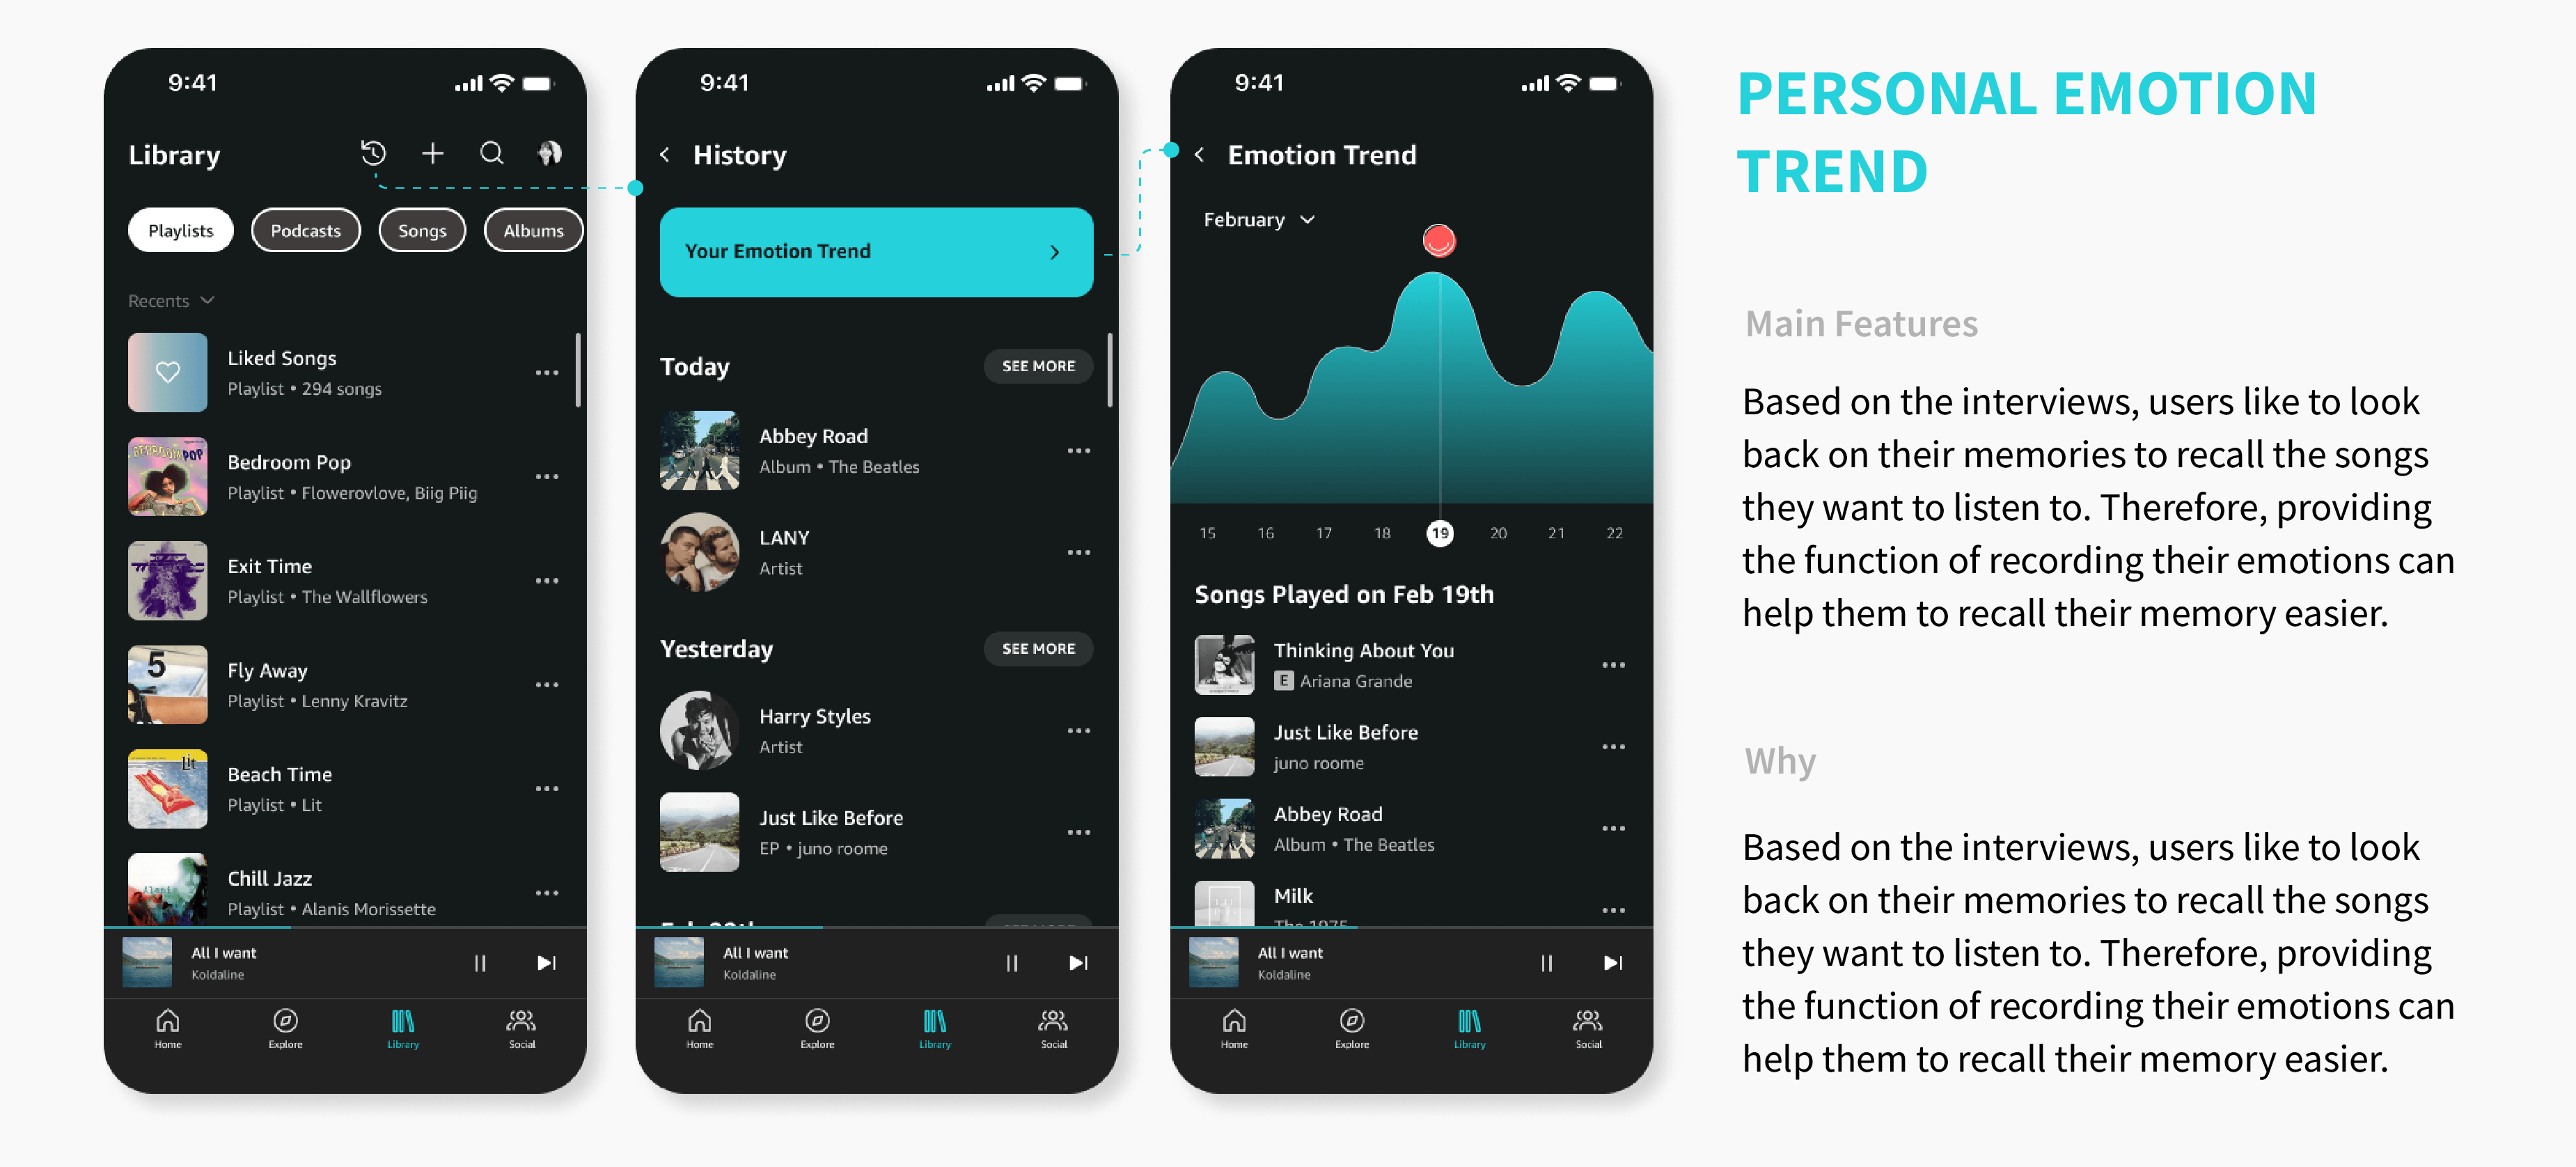 9:41
Library
Playlists
Podcasts
Songs
Albums
Recents
Liked Songs
Playlist • 294 songs
BEDROOM POP
Bedroom Pop
Playlist • Flowerovlove, Biig Piig
Exit Time
Playlist • The Wallflowers
5
Fly Away
Playlist • Lenny Kravitz
Lit
Beach Time
Playlist • Lit
Alanis
Chill Jazz
Playlist • Alanis Morissette
All I want
Koldaline
Home
Explore
Library
Social
9:41
History
Your Emotion Trend
Today
SEE MORE
Abbey Road
Album • The Beatles
LANY
Artist
Yesterday
SEE MORE
Harry Styles
Artist
Just Like Before
EP • juno roome
All I want
Koldaline
Home
Explore
Library
Social
9:41
Emotion Trend
February
15 16 17 18 19 20 21 22
Songs Played on Feb 19th
Thinking About You
E Ariana Grande
Just Like Before
juno roome
Abbey Road
Album • The Beatles
Milk
The 1975
All I want
Koldaline
Home
Explore
Library
Social
PERSONAL EMOTION
TREND
Main Features
Based on the interviews, users like to look
back on their memories to recall the songs
they want to listen to. Therefore, providing
the function of recording their emotions can
help them to recall their memory easier.
Why
Based on the interviews, users like to look
back on their memories to recall the songs
they want to listen to. Therefore, providing
the function of recording their emotions can
help them to recall their memory easier.